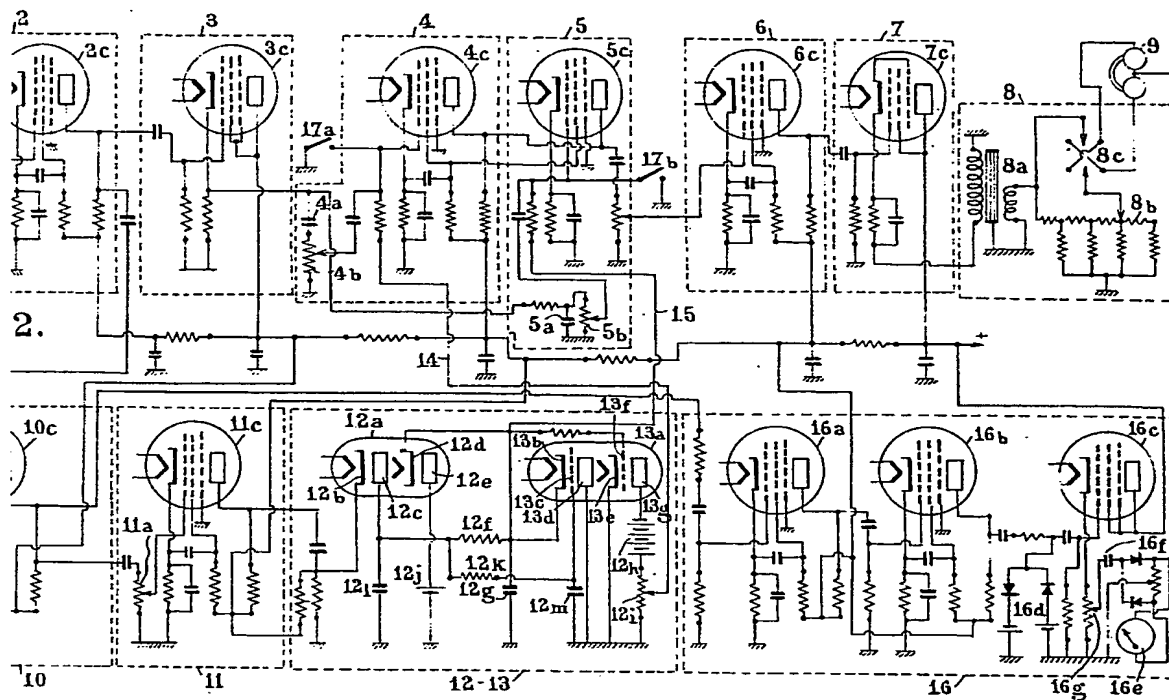 2 3 4 5 6 7
2c 3c 4c 5c 6c 7c 9
8
17a 17b 8c
8a
4a 8b
4b
5a 5b 15
2.
14
13f
10c 11c 12a 12d 13b 13a 16a 16b 16c
12b 12e 13c
12c 13d 13e 13g
11a 12f 16f
12k 12h
12l 12j 12g 12m 12i 16d
10 11 12-13 16 16g 16e
+